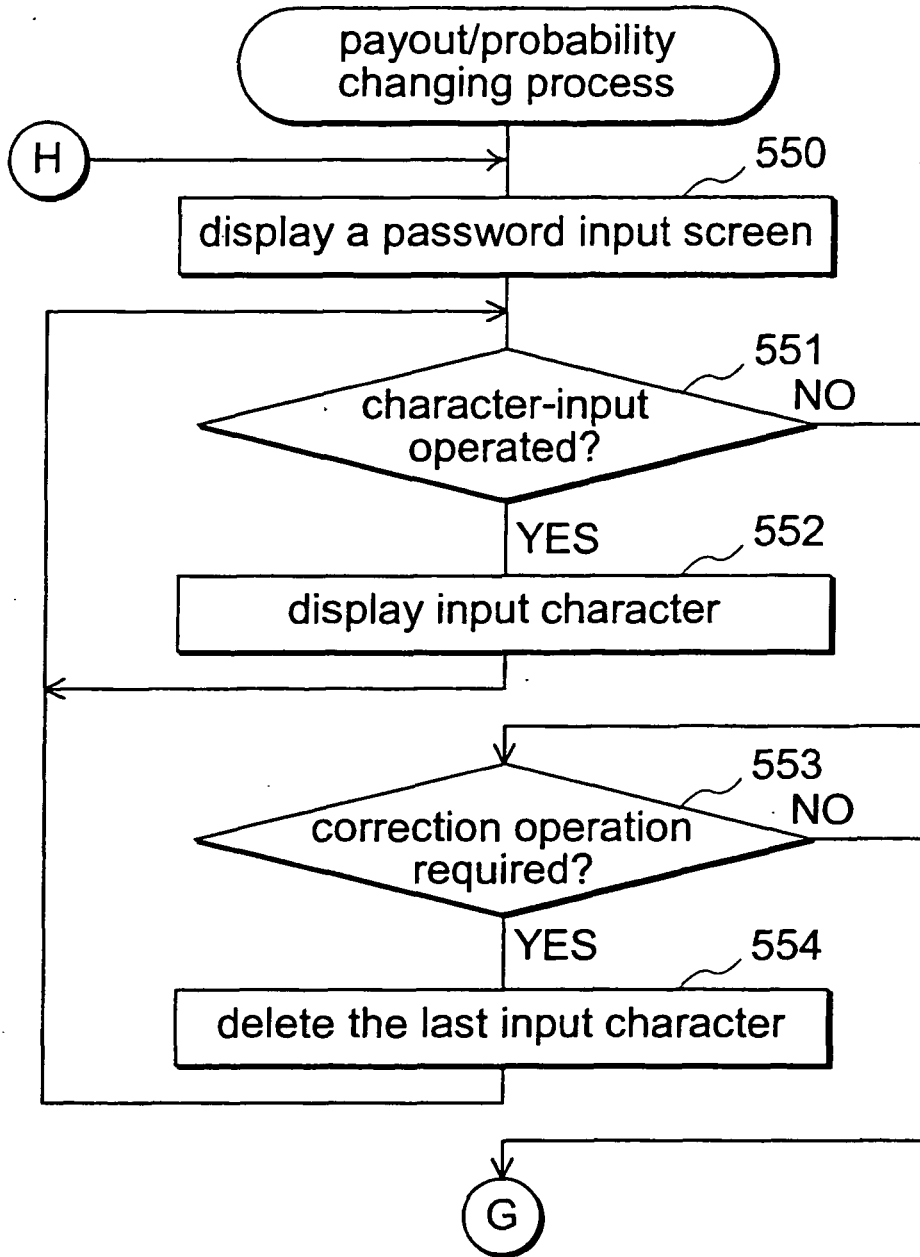 payout/probability
changing process
H
550
display a password input screen
551
character-input
operated?
NO
YES
552
display input character
553
correction operation
required?
NO
YES
554
delete the last input character
G